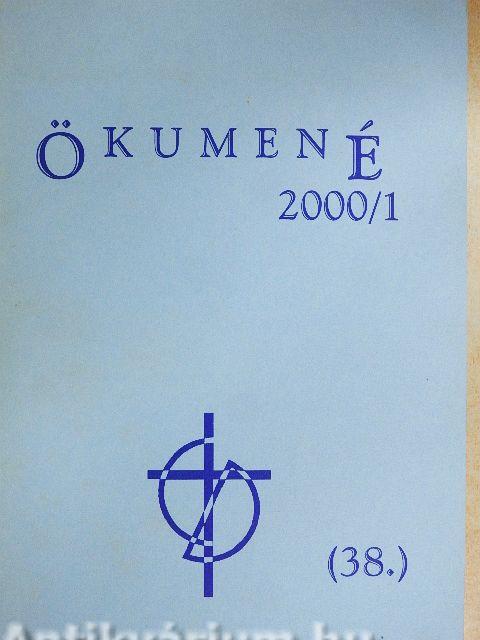 ÖKUMENÉ
2000/1
(38.)
Antikvárium.hu